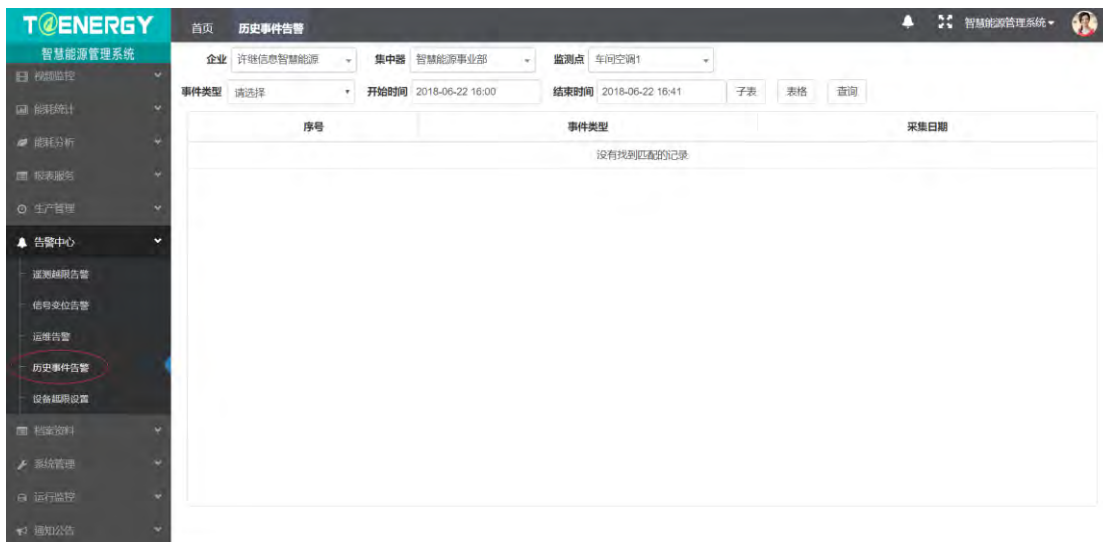 T@ENERGY
智慧能源管理系统
首页 历史事件告警
智慧能源管理系统
企业 许继信息智慧能源 集中器 智慧能源事业部 监测点 车间空调1
事件类型 请选择 开始时间 2018-06-22 16:00 结束时间 2018-06-22 16:41 子表 表格 查询
序号 事件类型 采集日期
没有找到匹配的记录
视频监控
能耗统计
能耗分析
报表服务
生产管理
告警中心
遥测越限告警
信号变位告警
运维告警
历史事件告警
设备越限设置
档案资料
系统管理
运行监控
通知公告